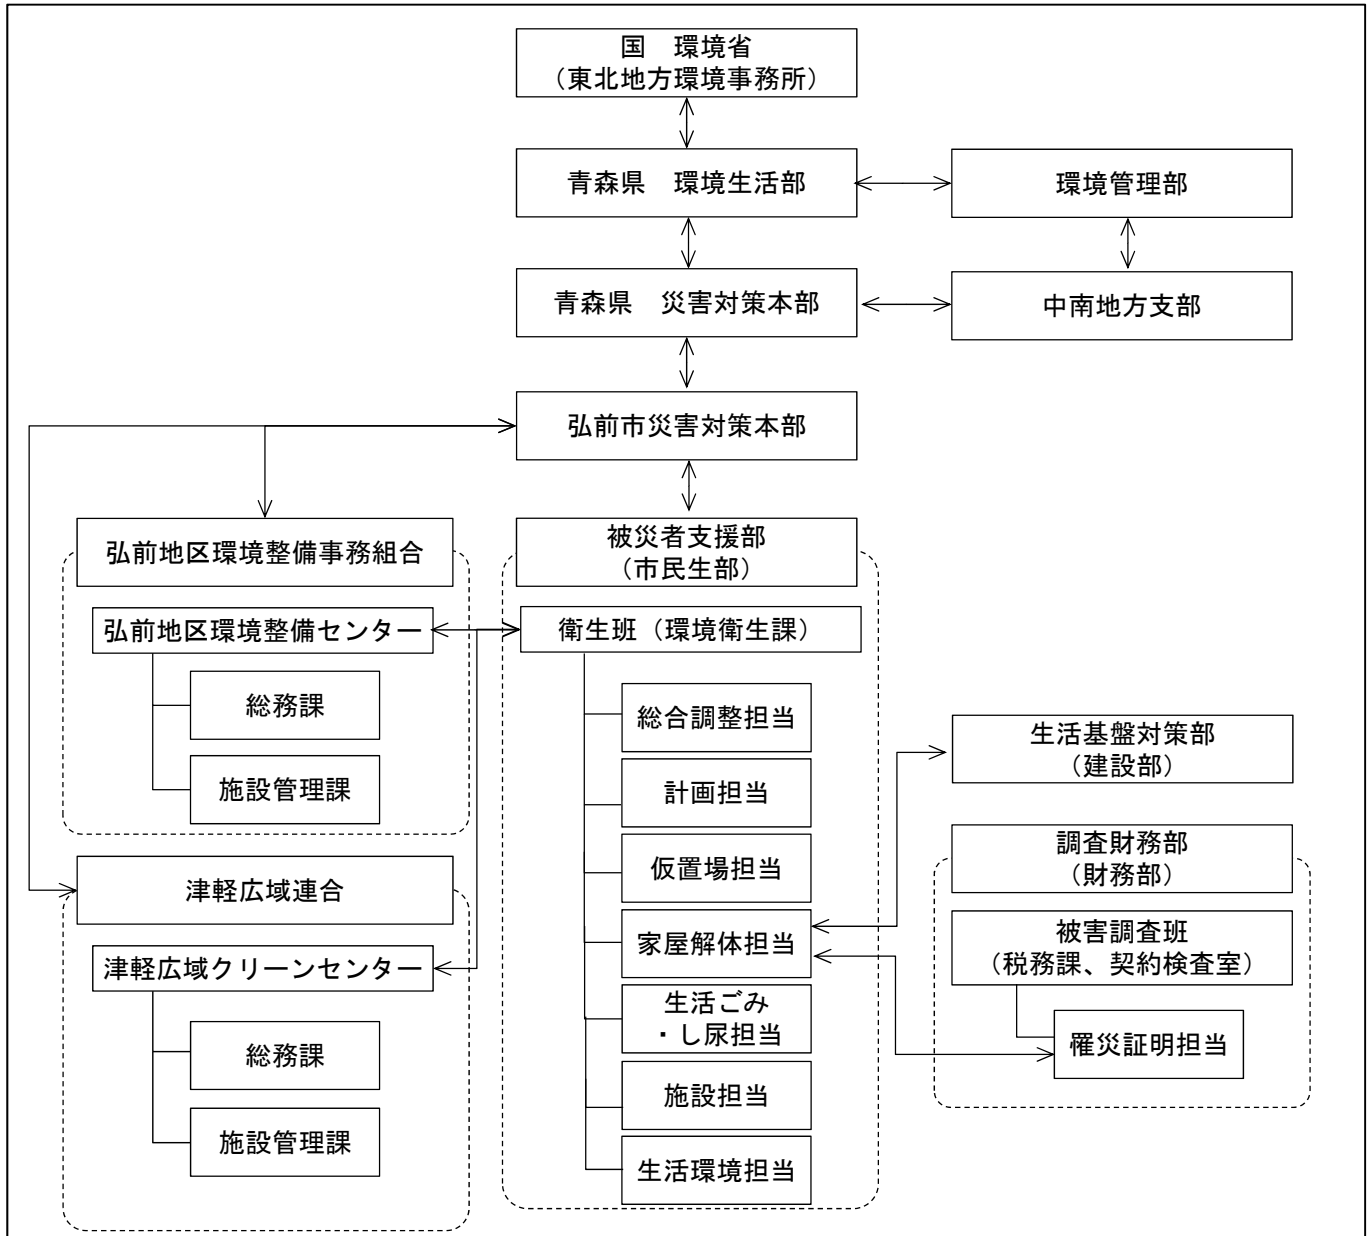 国　環境省
（東北地方環境事務所）
青森県　環境生活部
環境管理部
青森県　災害対策本部
中南地方支部
弘前市災害対策本部
弘前地区環境整備事務組合
弘前地区環境整備センター
総務課
施設管理課
津軽広域連合
津軽広域クリーンセンター
総務課
施設管理課
被災者支援部
（市民生部）
衛生班（環境衛生課）
総合調整担当
計画担当
仮置場担当
家屋解体担当
生活ごみ
・し尿担当
施設担当
生活環境担当
生活基盤対策部
（建設部）
調査財務部
（財務部）
被害調査班
（税務課、契約検査室）
罹災証明担当